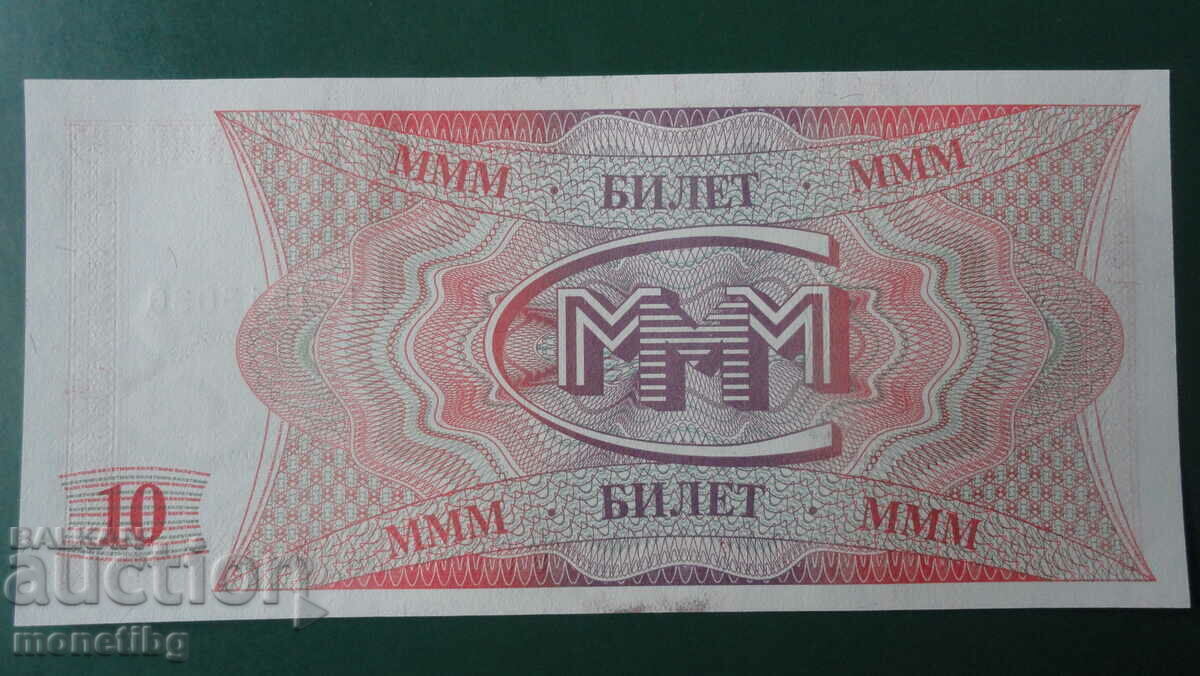 МММ · БИЛЕТ · МММ
МММ
10
МММ · БИЛЕТ · МММ
BALKAN
auction
monetibg